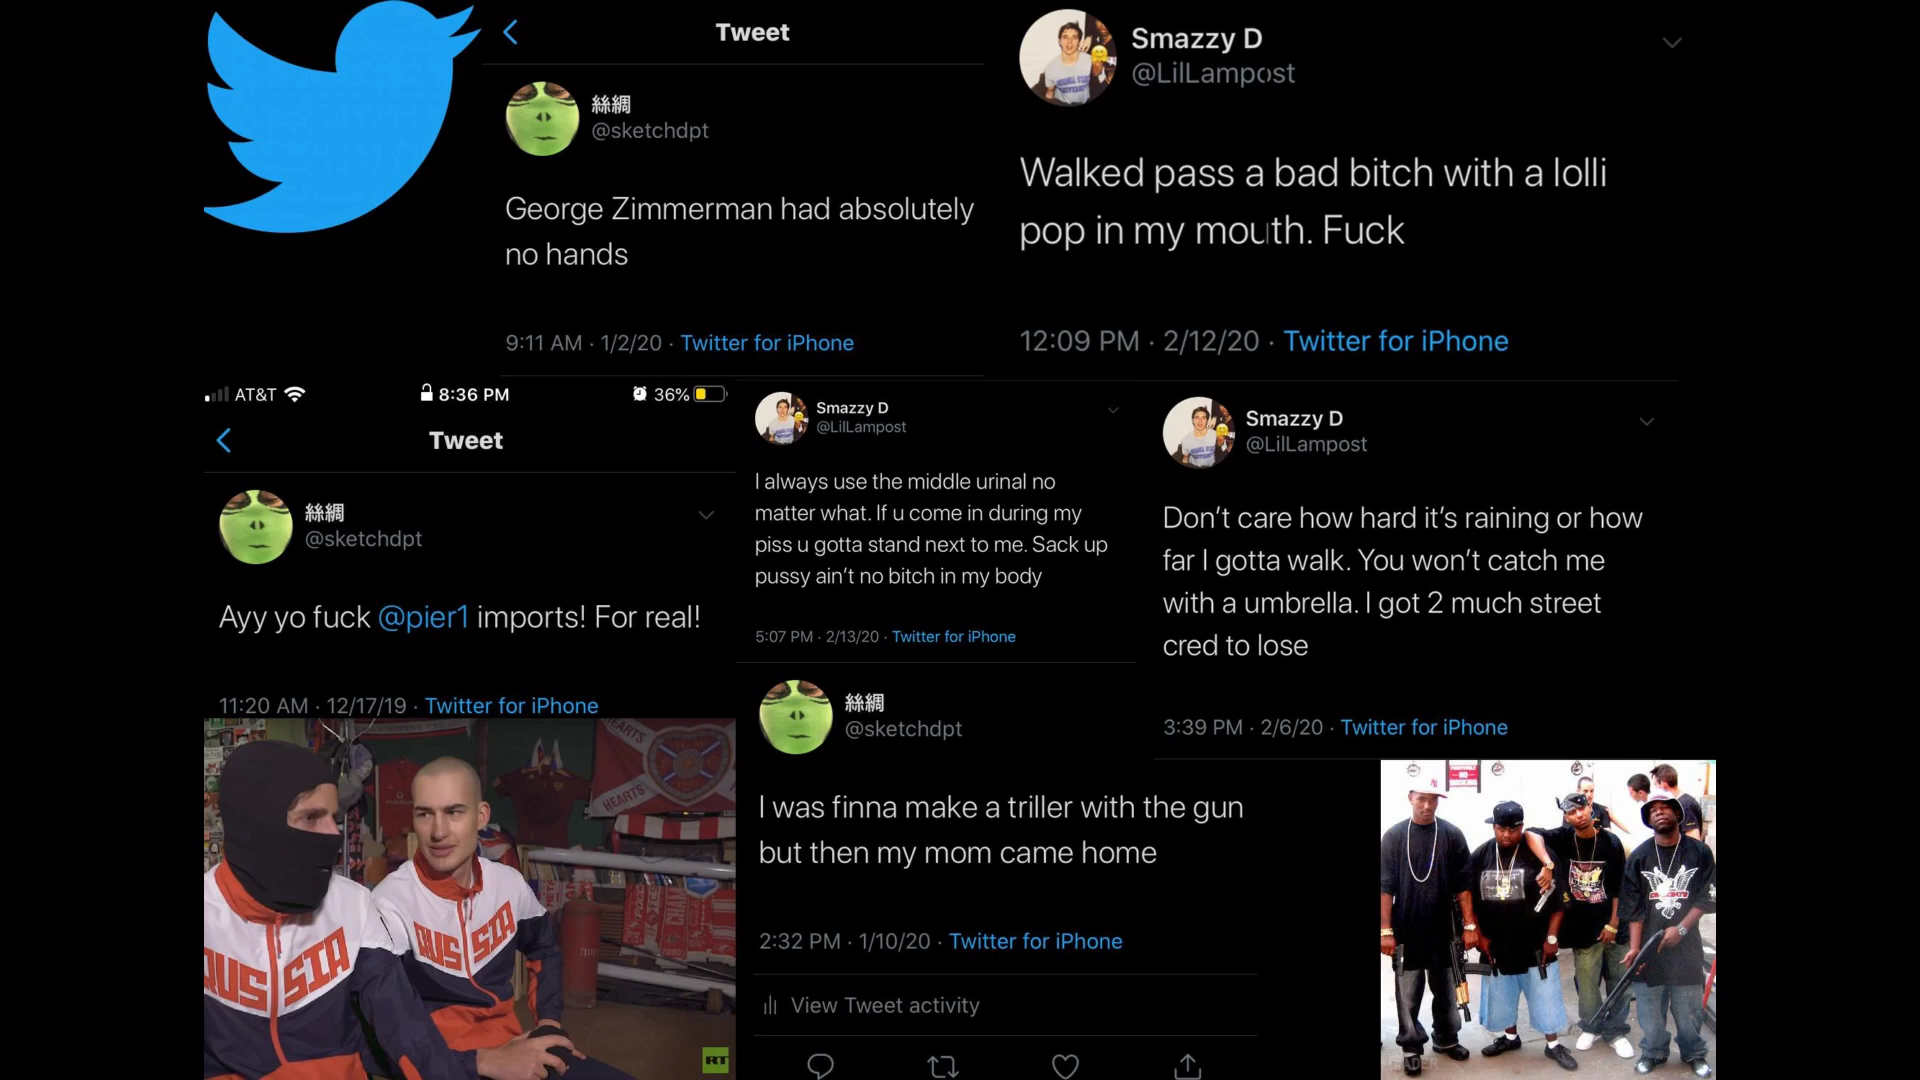 Tweet
絲綢
@sketchdpt
George Zimmerman had absolutely
no hands
9:11 AM · 1/2/20 · Twitter for iPhone
Smazzy D
@LilLampost
Walked pass a bad bitch with a lolli
pop in my mouth. Fuck
12:09 PM · 2/12/20 · Twitter for iPhone
AT&T 8:36 PM 36%
Tweet
絲綢
@sketchdpt
Ayy yo fuck @pier1 imports! For real!
11:20 AM · 12/17/19 · Twitter for iPhone
Smazzy D
@LilLampost
I always use the middle urinal no
matter what. If u come in during my
piss u gotta stand next to me. Sack up
pussy ain't no bitch in my body
5:07 PM · 2/13/20 · Twitter for iPhone
Smazzy D
@LilLampost
Don't care how hard it's raining or how
far I gotta walk. You won't catch me
with a umbrella. I got 2 much street
cred to lose
3:39 PM · 2/6/20 · Twitter for iPhone
絲綢
@sketchdpt
I was finna make a triller with the gun
but then my mom came home
2:32 PM · 1/10/20 · Twitter for iPhone
View Tweet activity
HEARTS
HEARTS
RUSSIA
RUSSIA
RT
NO
SMOKING